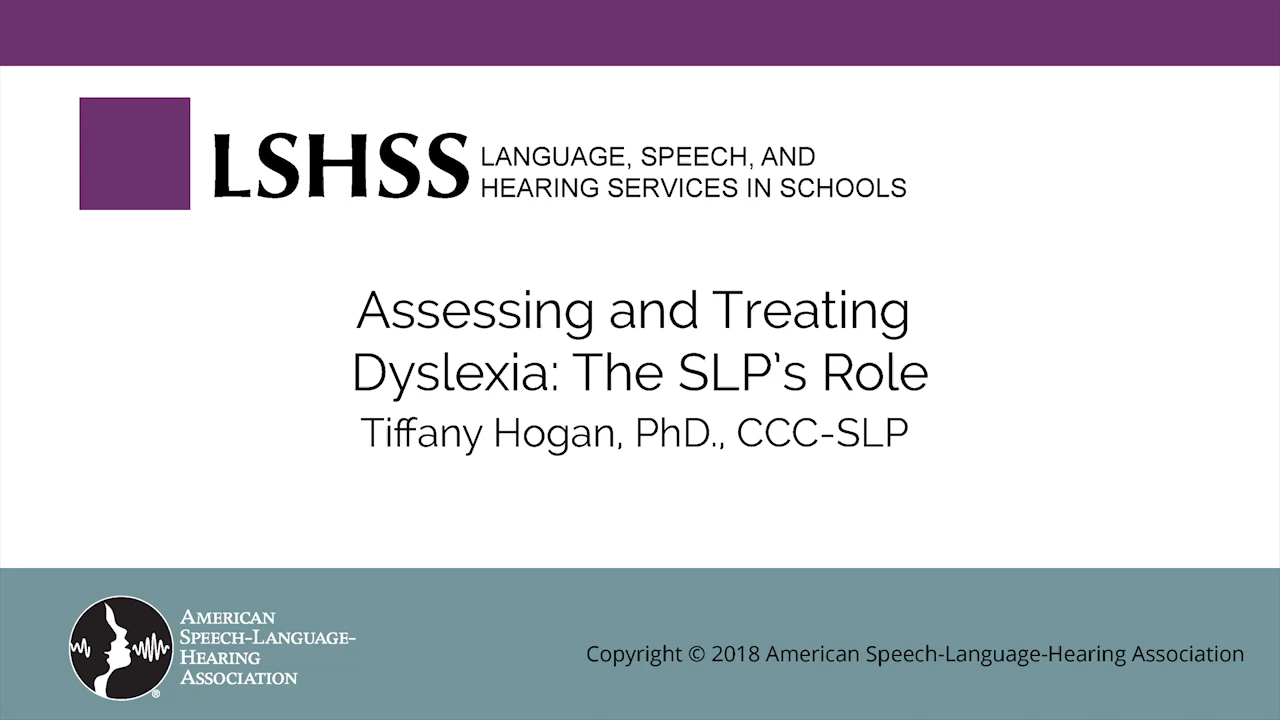 LSHSS
LANGUAGE, SPEECH, AND
HEARING SERVICES IN SCHOOLS
Assessing and Treating
Dyslexia: The SLP's Role
Tiffany Hogan, PhD., CCC-SLP
AMERICAN
SPEECH-LANGUAGE-
HEARING
ASSOCIATION
®
Copyright © 2018 American Speech-Language-Hearing Association